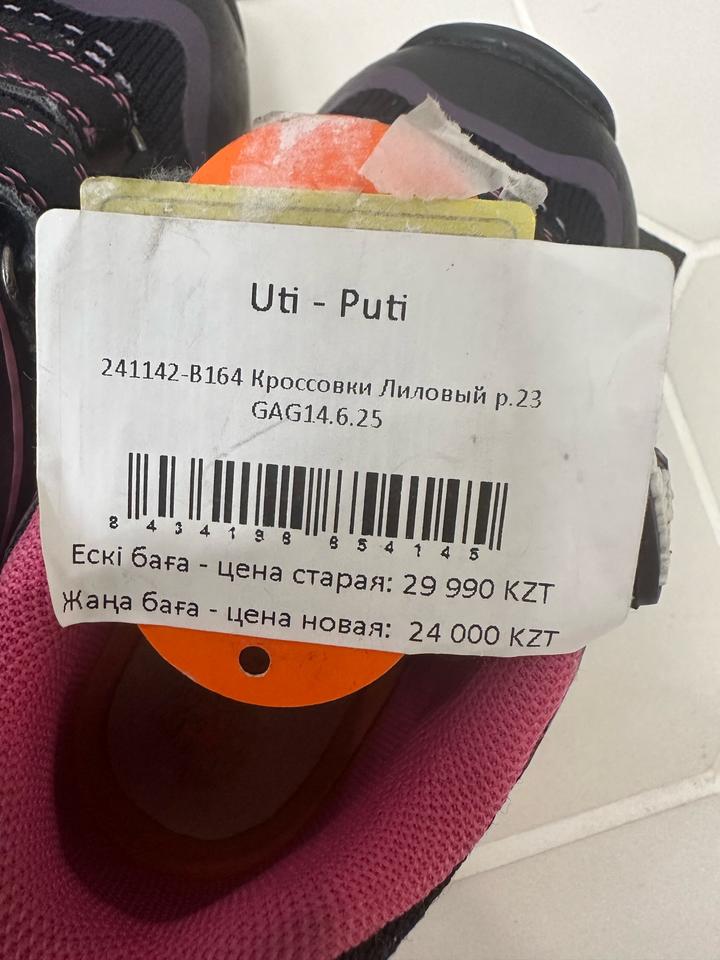 Uti - Puti
241142-B164 Кроссовки Лиловый р.23
GAG14.6.25
8 434198 654145
Ескі баға - цена старая: 29 990 KZT
Жаңа баға - цена новая: 24 000 KZT